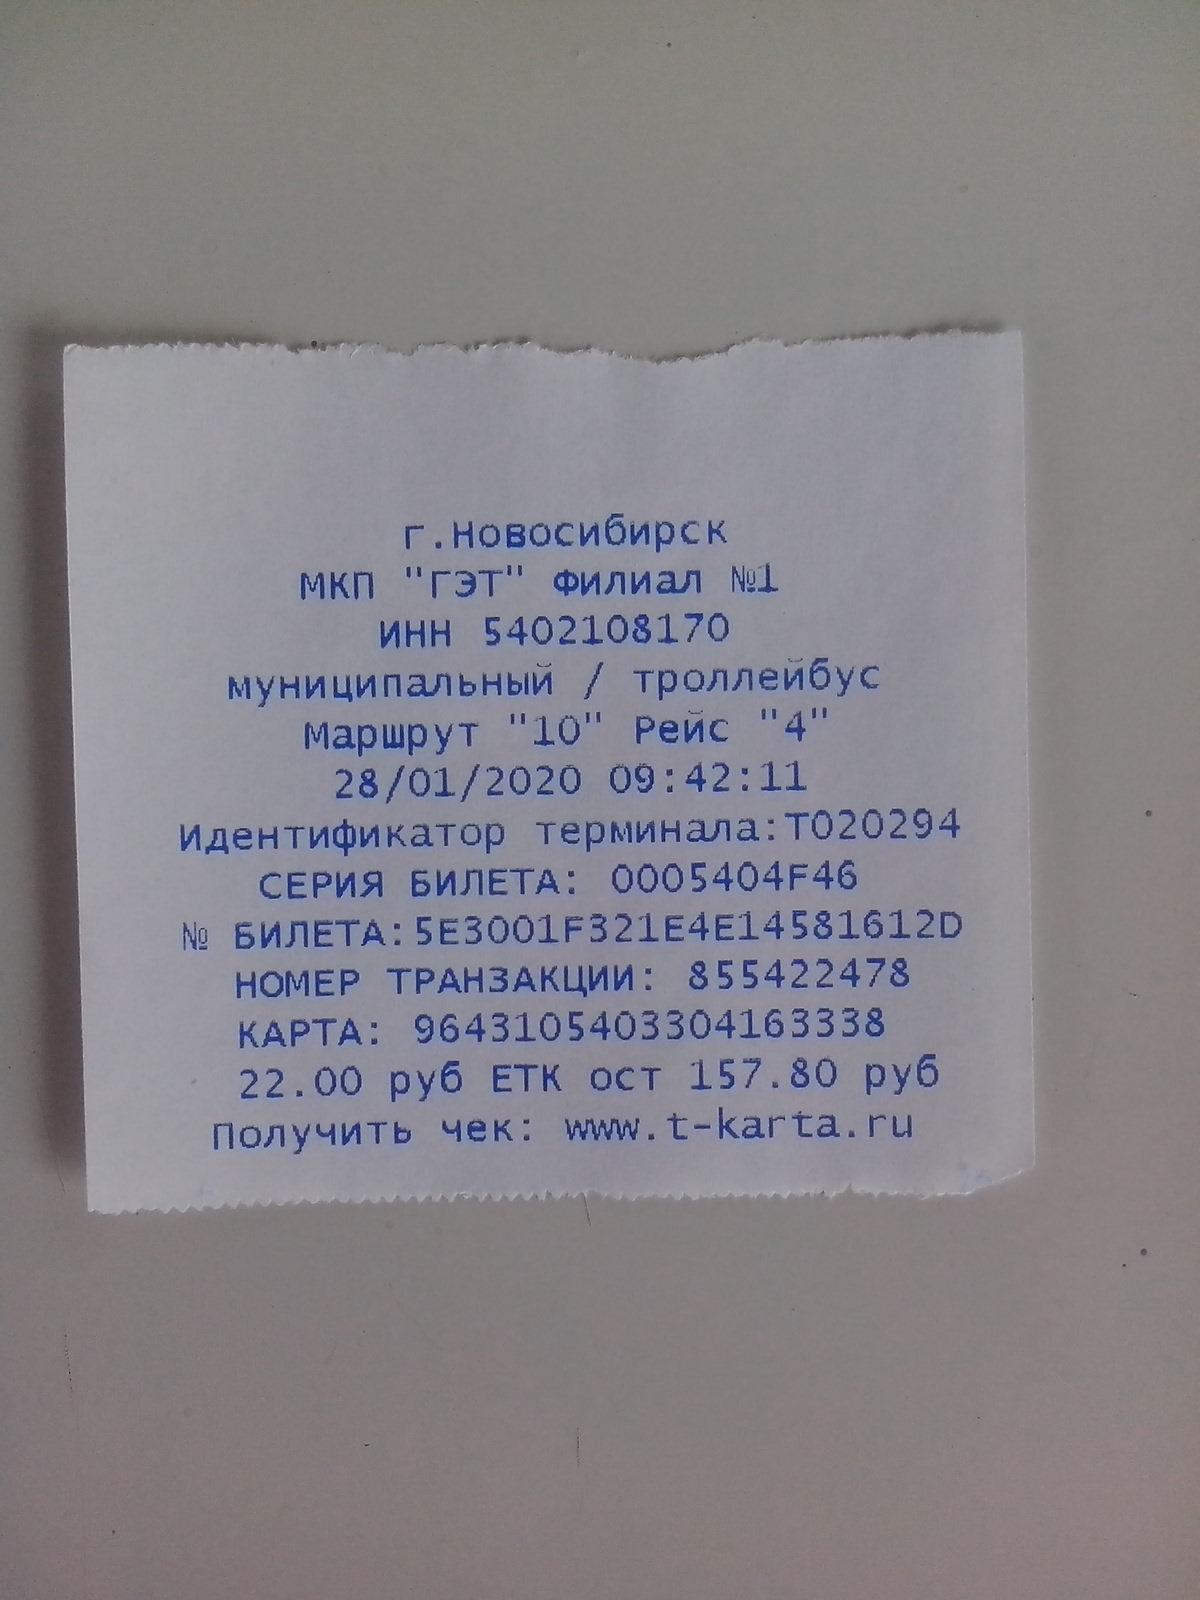 г.Новосибирск
МКП "ГЭТ" Филиал №1
ИНН 5402108170
муниципальный / троллейбус
Маршрут "10" Рейс "4"
28/01/2020 09:42:11
Идентификатор терминала:Т020294
СЕРИЯ БИЛЕТА: 0005404F46
№ БИЛЕТА:5E3001F321E4E14581612D
НОМЕР ТРАНЗАКЦИИ: 855422478
КАРТА: 9643105403304163338
22.00 руб ЕТК ост 157.80 руб
Получить чек: www.t-karta.ru